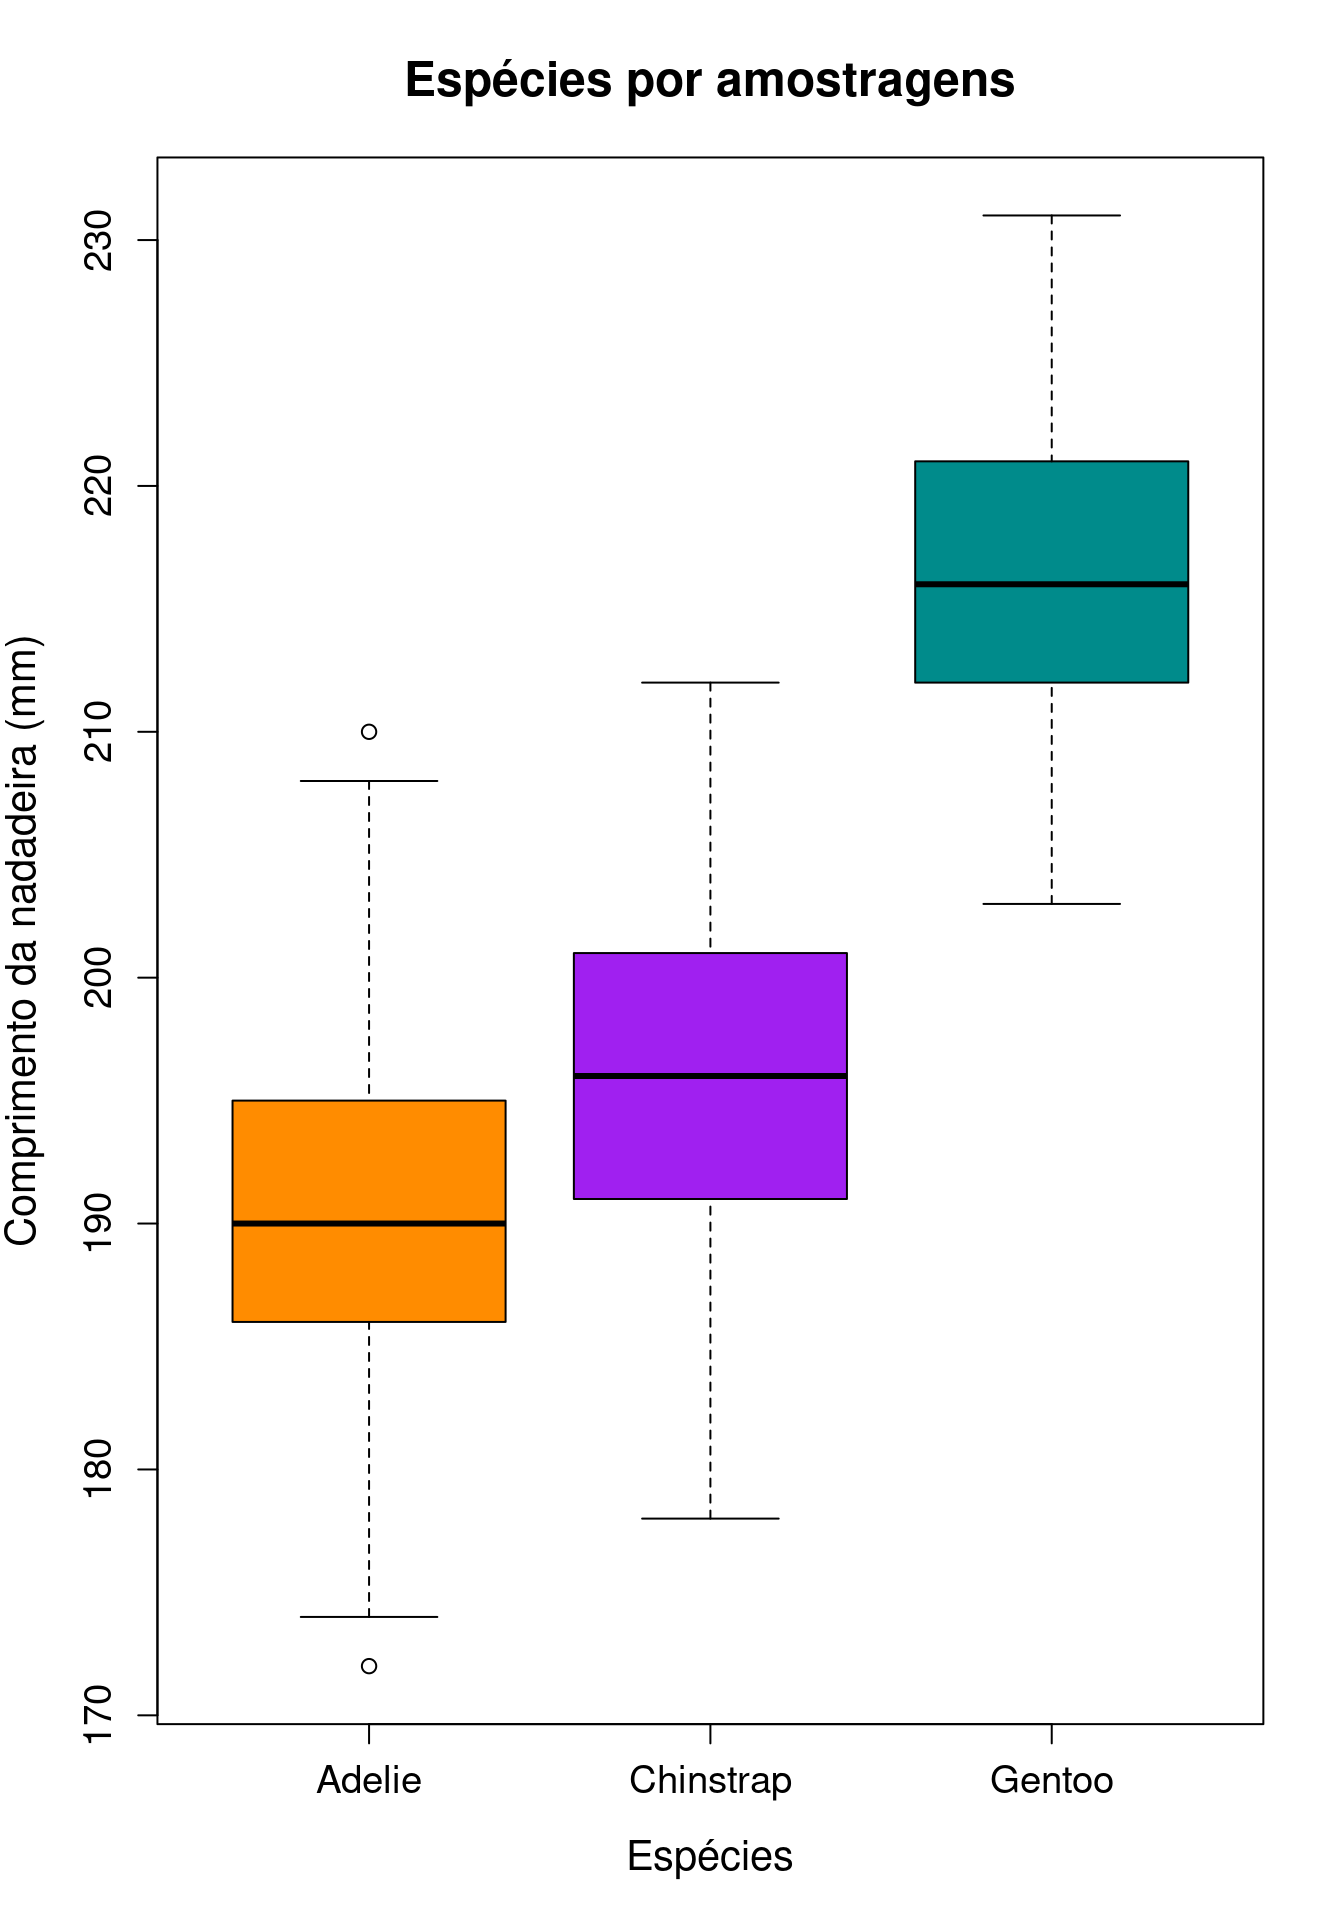 Espécies por amostragens
Comprimento da nadadeira (mm)
230
220
210
200
190
180
170
Adelie Chinstrap Gentoo
Espécies